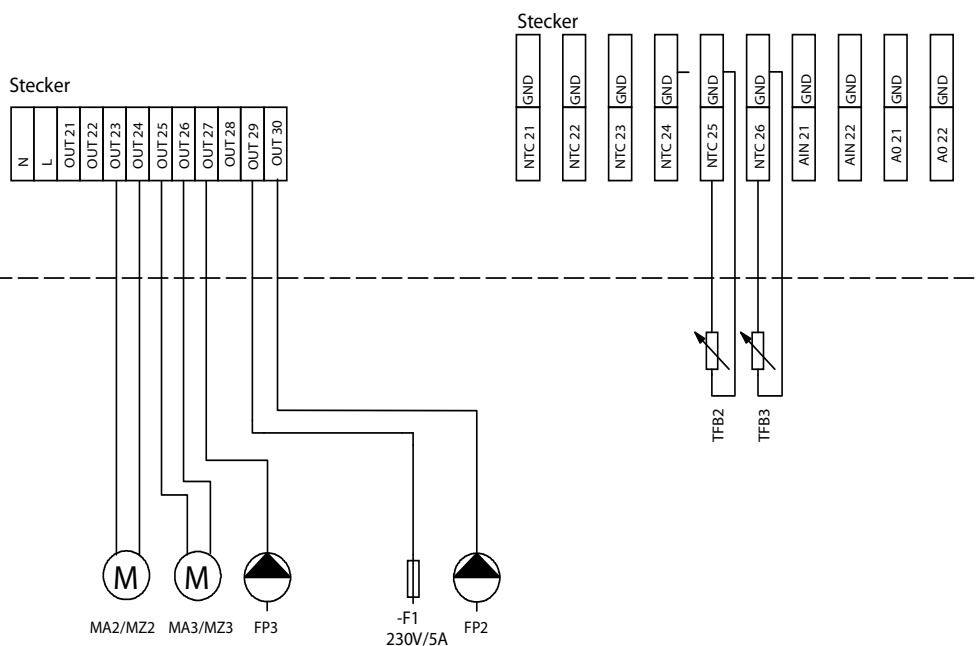 Stecker
N
L
OUT 21
OUT 22
OUT 23
OUT 24
OUT 25
OUT 26
OUT 27
OUT 28
OUT 29
OUT 30
Stecker
NTC 21 GND
NTC 22 GND
NTC 23 GND
NTC 24 GND
NTC 25 GND
NTC 26 GND
AIN 21 GND
AIN 22 GND
A0 21 GND
A0 22 GND
TFB2
TFB3
M
M
MA2/MZ2
MA3/MZ3
FP3
-F1
230V/5A
FP2